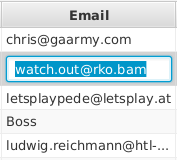 Email
chris@gaarmy.com
watch.out@rko.bam
letsplaypede@letsplay.at
Boss
ludwig.reichmann@htl-...